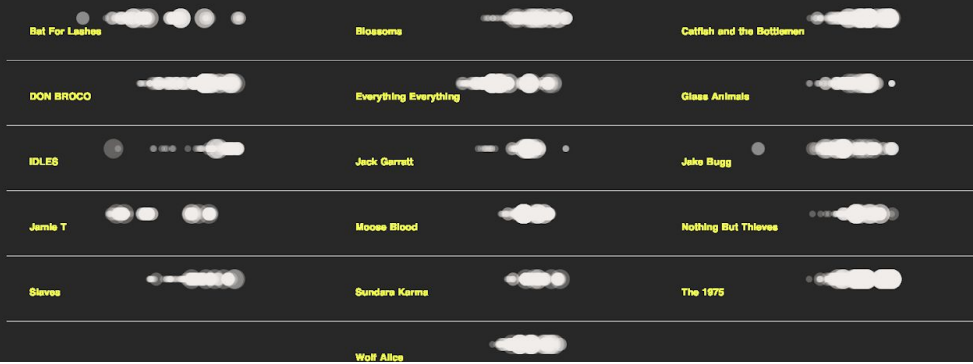 Bat For Lashes
Blossoms
Catfish and the Bottlemen
DON BROCO
Everything Everything
Glass Animals
IDLES
Jack Garratt
Jake Bugg
Jamie T
Moose Blood
Nothing But Thieves
Slaves
Sundara Karma
The 1975
Wolf Alice